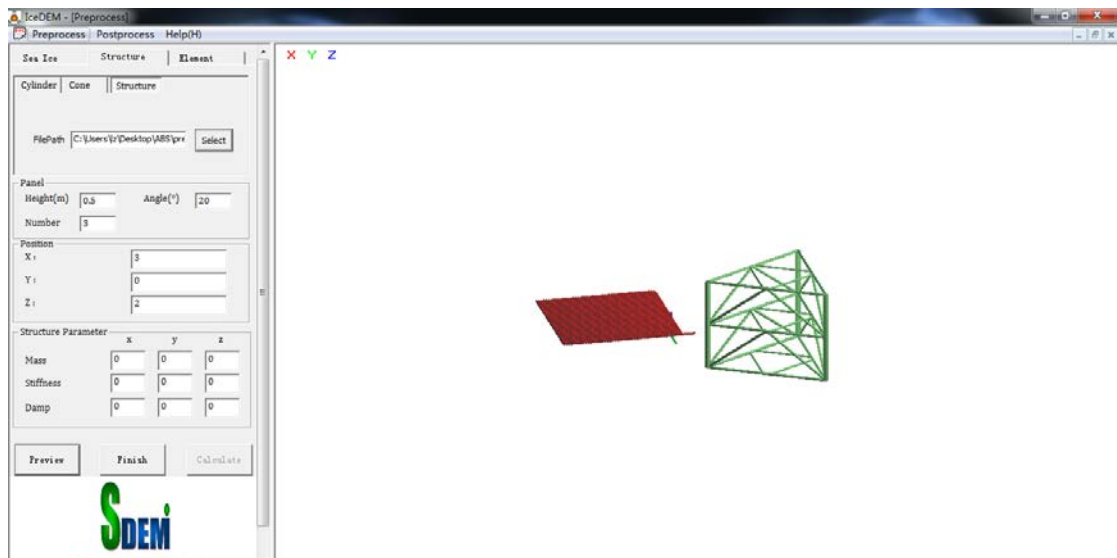 IceDEM - [Preprocess]
Preprocess Postprocess Help(H)
Sea Ice Structure Element
X Y Z
Cylinder Cone Structure
FilePath C:\Users\lz\Desktop\ABS\pre Select
Panel
Height(m) 0.5 Angle(°) 20
Number 3
Position
X: 3
Y: 0
Z: 2
Structure Parameter
x y z
Mass 0 0 0
Stiffness 0 0 0
Damp 0 0 0
Preview Finish Calculate
SDEM